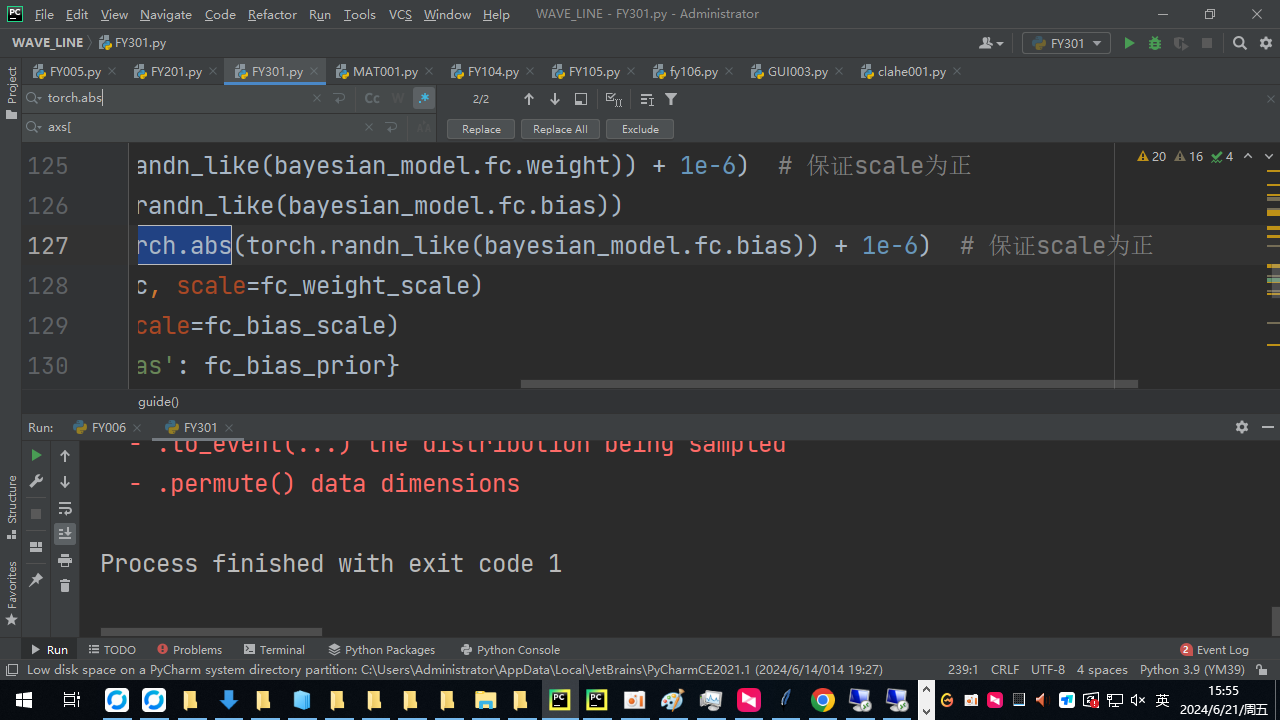 File Edit View Navigate Code Refactor Run Tools VCS Window Help WAVE_LINE - FY301.py - Administrator
WAVE_LINE FY301.py FY301
Project
FY005.py FY201.py FY301.py MAT001.py FY104.py FY105.py fy106.py GUI003.py clahe001.py
torch.abs Cc W .* 2/2
axs[ Replace Replace All Exclude
125 andn_like(bayesian_model.fc.weight)) + 1e-6)  # 保证scale为正
20 16 4
126 randn_like(bayesian_model.fc.bias))
127 rch.abs(torch.randn_like(bayesian_model.fc.bias)) + 1e-6)  # 保证scale为正
128 c, scale=fc_weight_scale)
129 cale=fc_bias_scale)
130 as': fc_bias_prior}
guide()
Run: FY006 FY301
- .to_event(...) the distribution being sampled
- .permute() data dimensions
Process finished with exit code 1
Structure
Favorites
Run TODO Problems Terminal Python Packages Python Console 2 Event Log
Low disk space on a PyCharm system directory partition: C:\Users\Administrator\AppData\Local\JetBrains\PyCharmCE2021.1 (2024/6/14/014 19:27) 239:1 CRLF UTF-8 4 spaces Python 3.9 (YM39)
英
15:55
2024/6/21/周五